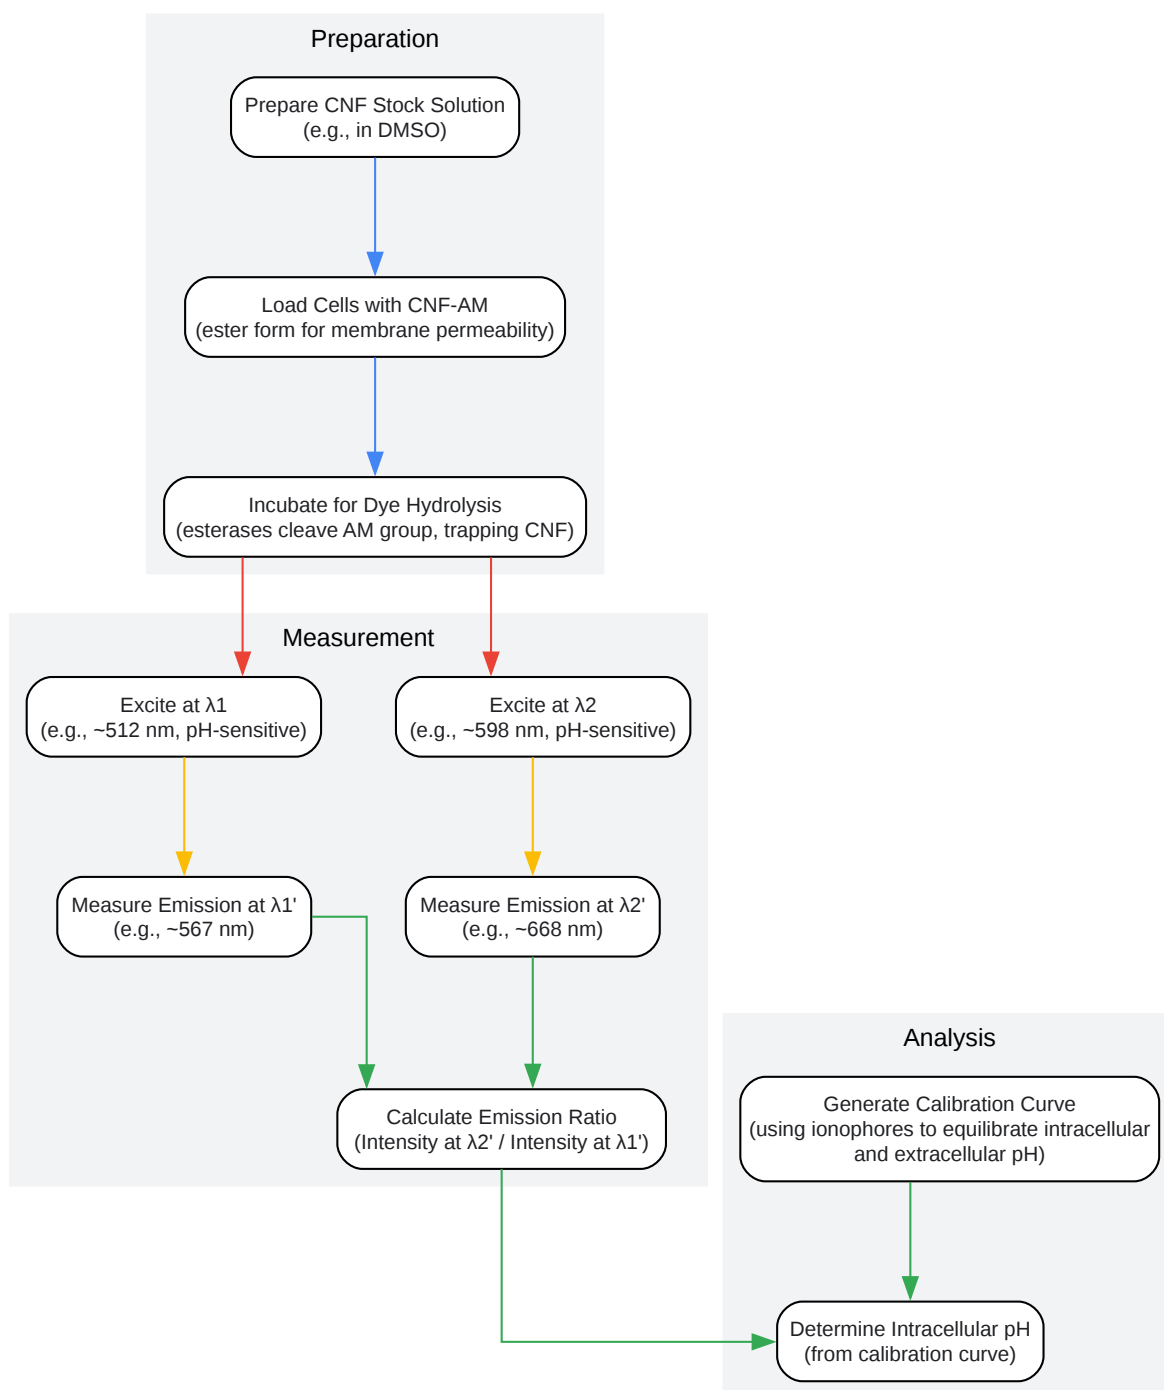 Preparation
Prepare CNF Stock Solution
(e.g., in DMSO)
Load Cells with CNF-AM
(ester form for membrane permeability)
Incubate for Dye Hydrolysis
(esterases cleave AM group, trapping CNF)
Measurement
Excite at λ1
(e.g., ~512 nm, pH-sensitive)
Excite at λ2
(e.g., ~598 nm, pH-sensitive)
Measure Emission at λ1'
(e.g., ~567 nm)
Measure Emission at λ2'
(e.g., ~668 nm)
Calculate Emission Ratio
(Intensity at λ2' / Intensity at λ1')
Analysis
Generate Calibration Curve
(using ionophores to equilibrate intracellular
and extracellular pH)
Determine Intracellular pH
(from calibration curve)